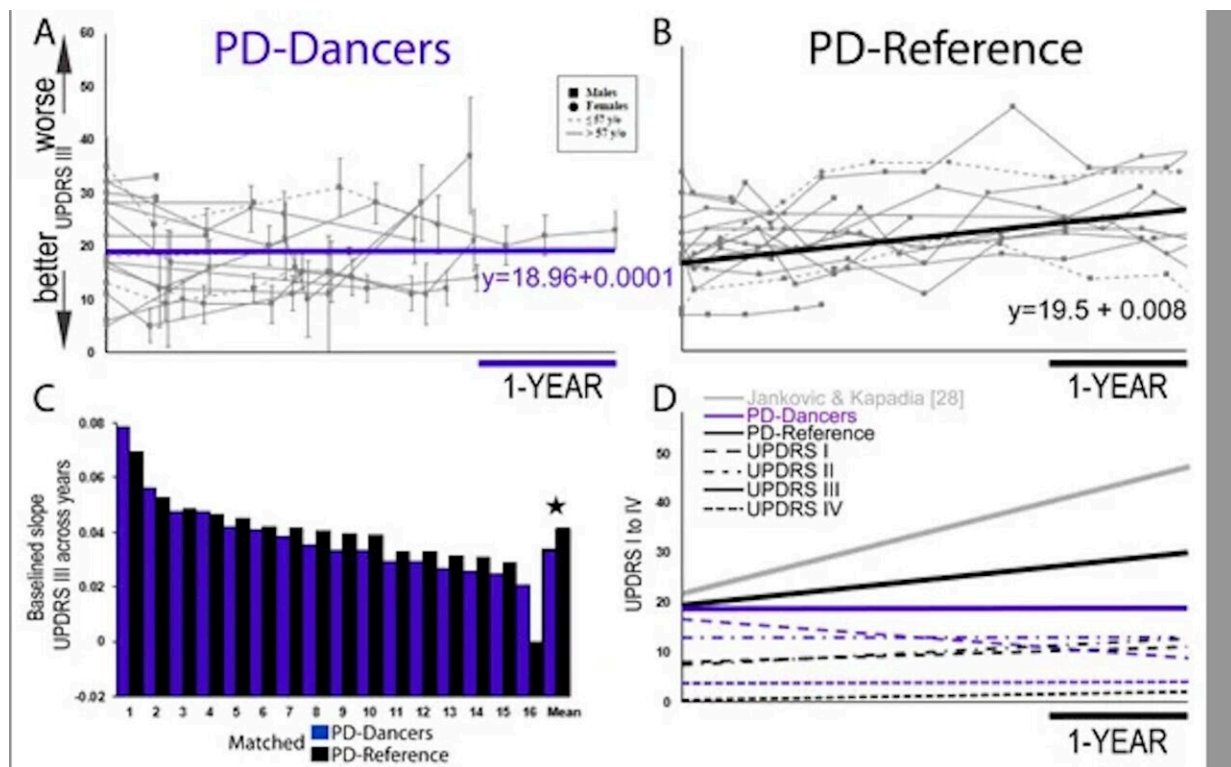 A
PD-Dancers
60
50
40
30
20
10
0
worse
UPDRS III
better
Males
Females
≤ 57 y/o
> 57 y/o
y=18.96+0.0001
1-YEAR
B
PD-Reference
y=19.5 + 0.008
1-YEAR
C
Baselined slope
UPDRS III across years
0.08
0.06
0.04
0.02
0
-0.02
1 2 3 4 5 6 7 8 9 10 11 12 13 14 15 16 Mean
Matched
PD-Dancers
PD-Reference
D
Jankovic & Kapadia [28]
PD-Dancers
PD-Reference
UPDRS I
UPDRS II
UPDRS III
UPDRS IV
UPDRS I to IV
50
40
30
20
10
0
1-YEAR